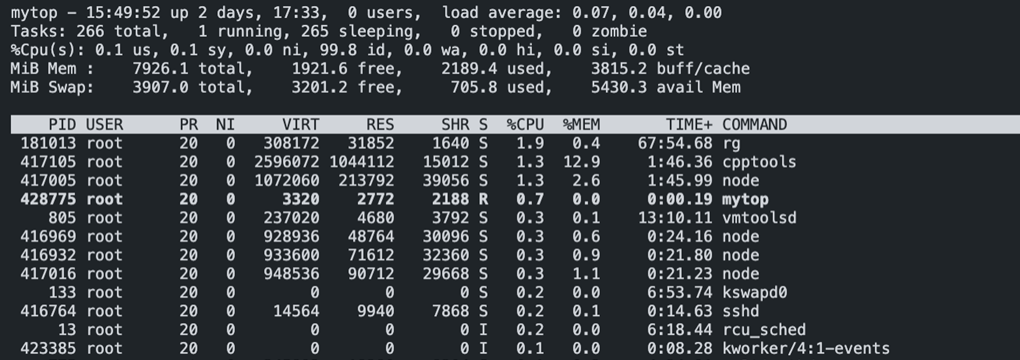 mytop - 15:49:52 up 2 days, 17:33,  0 users,  load average: 0.07, 0.04, 0.00
Tasks: 266 total,   1 running, 265 sleeping,   0 stopped,   0 zombie
%Cpu(s): 0.1 us, 0.1 sy, 0.0 ni, 99.8 id, 0.0 wa, 0.0 hi, 0.0 si, 0.0 st
MiB Mem :    7926.1 total,    1921.6 free,    2189.4 used,    3815.2 buff/cache
MiB Swap:    3907.0 total,    3201.2 free,     705.8 used,    5430.3 avail Mem
PID USER PR NI VIRT RES SHR S %CPU %MEM TIME+ COMMAND
181013 root 20 0 308172 31852 1640 S 1.9 0.4 67:54.68 rg
417105 root 20 0 2596072 1044112 15012 S 1.3 12.9 1:46.36 cpptools
417005 root 20 0 1072060 213792 39056 S 1.3 2.6 1:45.99 node
428775 root 20 0 3320 2772 2188 R 0.7 0.0 0:00.19 mytop
805 root 20 0 237020 4680 3792 S 0.3 0.1 13:10.11 vmtoolsd
416969 root 20 0 928936 48764 30096 S 0.3 0.6 0:24.16 node
416932 root 20 0 933600 71612 32360 S 0.3 0.9 0:21.80 node
417016 root 20 0 948536 90712 29668 S 0.3 1.1 0:21.23 node
133 root 20 0 0 0 0 S 0.2 0.0 6:53.74 kswapd0
416764 root 20 0 14564 9940 7868 S 0.2 0.1 0:14.63 sshd
13 root 20 0 0 0 0 I 0.2 0.0 6:18.44 rcu_sched
423385 root 20 0 0 0 0 I 0.1 0.0 0:08.28 kworker/4:1-events